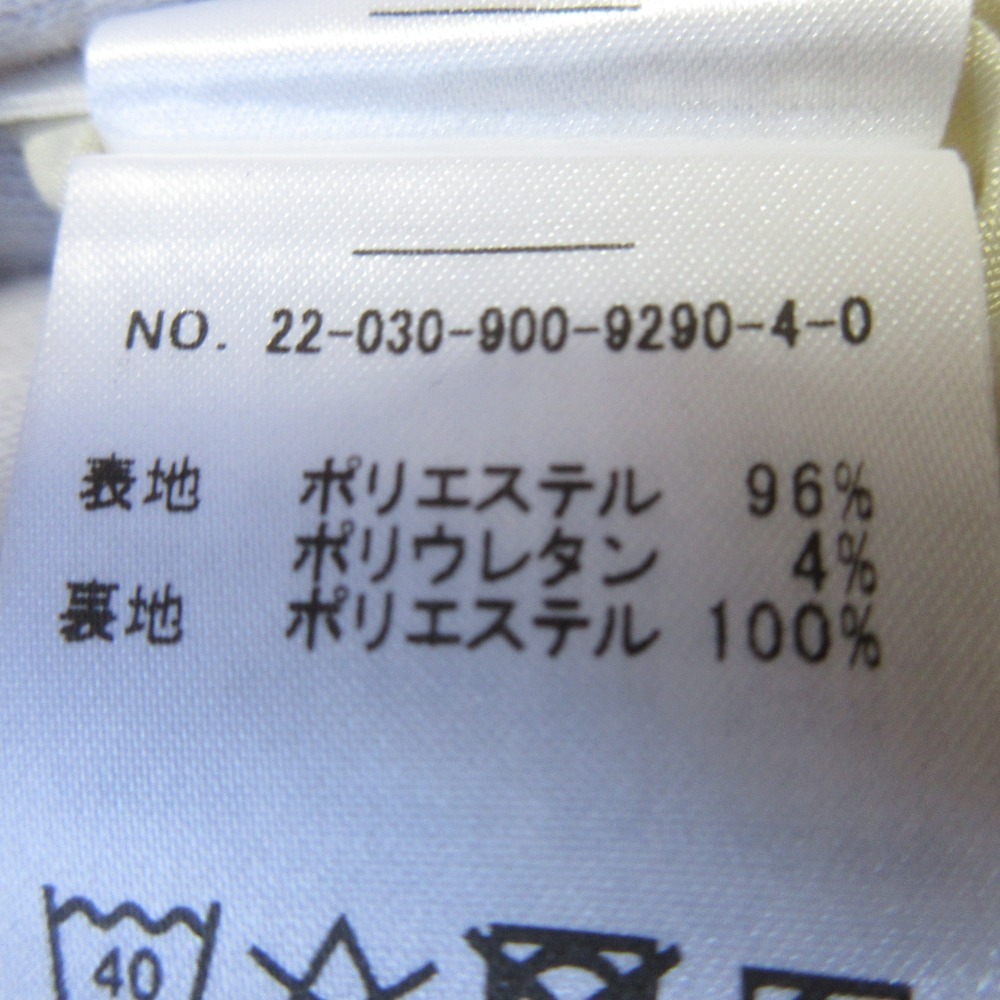 NO. 22-030-900-9290-4-0
表地 ポリエステル 96%
ポリウレタン 4%
裏地 ポリエステル 100%
40